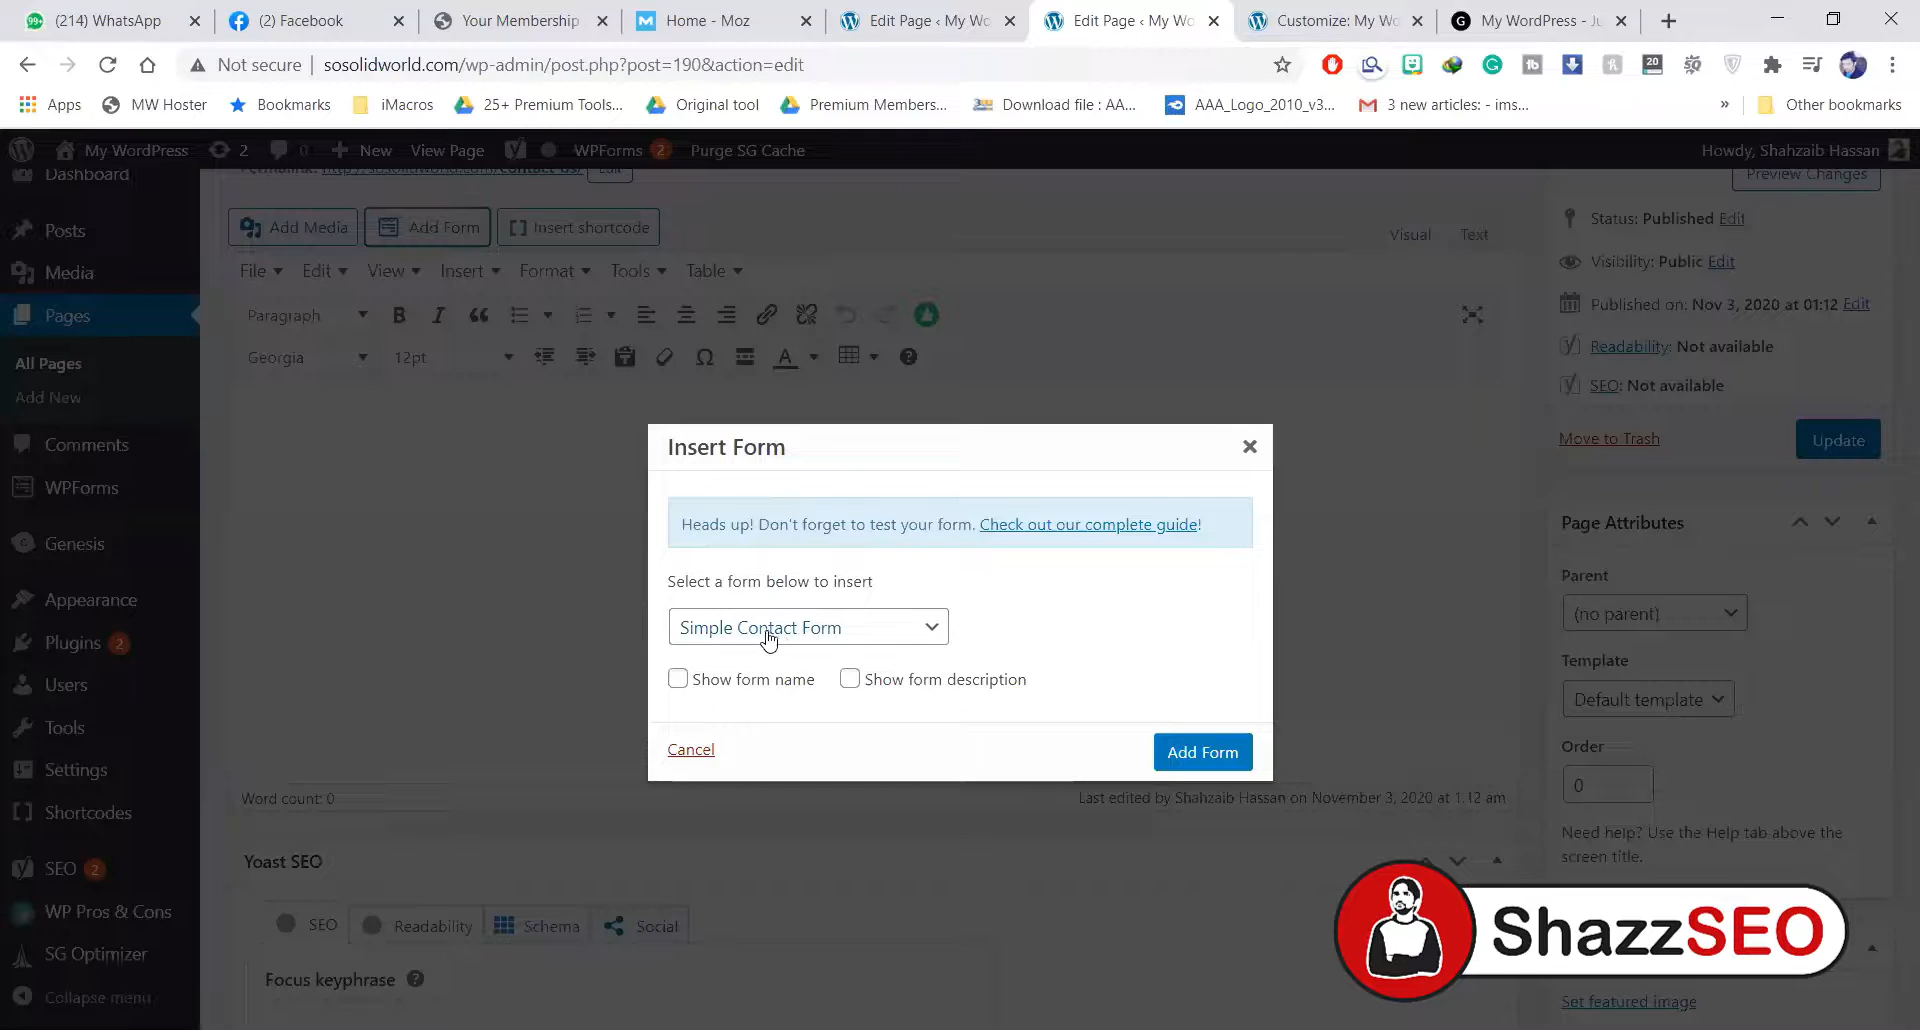 (214) WhatsApp
(2) Facebook
Your Membership
Home - Moz
Edit Page ‹ My Wo
Edit Page ‹ My Wo
Customize: My Wo
My WordPress - Ju
Not secure | sosolidworld.com/wp-admin/post.php?post=190&action=edit
Apps
MW Hoster
Bookmarks
iMacros
25+ Premium Tools...
Original tool
Premium Members...
Download file : AA...
AAA_Logo_2010_v3...
3 new articles: - ims...
»
Other bookmarks
My WordPress
2
0
New
View Page
WPForms 2
Purge SG Cache
Howdy, Shahzaib Hassan
Dashboard
Posts
Media
Pages
All Pages
Add New
Comments
WPForms
Genesis
Appearance
Plugins 2
Users
Tools
Settings
Shortcodes
SEO 2
WP Pros & Cons
SG Optimizer
Collapse menu
Permalink: http://sosolidworld.com/contact-us/ Edit
Add Media
Add Form
Insert shortcode
Visual
Text
File
Edit
View
Insert
Format
Tools
Table
Paragraph
Georgia
12pt
Insert Form
Heads up! Don't forget to test your form. Check out our complete guide!
Select a form below to insert
Simple Contact Form
Show form name
Show form description
Cancel
Add Form
Word count: 0
Last edited by Shahzaib Hassan on November 3, 2020 at 1:12 am
Yoast SEO
SEO
Readability
Schema
Social
Focus keyphrase
Preview Changes
Status: Published Edit
Visibility: Public Edit
Published on: Nov 3, 2020 at 01:12 Edit
Readability: Not available
SEO: Not available
Move to Trash
Update
Page Attributes
Parent
(no parent)
Template
Default template
Order
0
Need help? Use the Help tab above the
screen title.
ShazzSEO
Set featured image